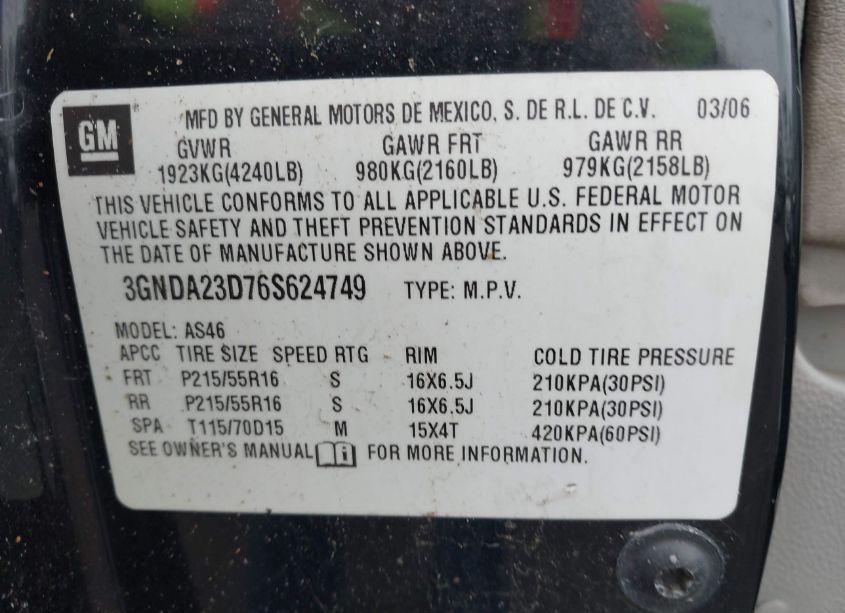 GM
MFD BY GENERAL MOTORS DE MEXICO, S. DE R.L. DE C.V. 03/06
GVWR GAWR FRT GAWR RR
1923KG(4240LB) 980KG(2160LB) 979KG(2158LB)
THIS VEHICLE CONFORMS TO ALL APPLICABLE U.S. FEDERAL MOTOR
VEHICLE SAFETY AND THEFT PREVENTION STANDARDS IN EFFECT ON
THE DATE OF MANUFACTURE SHOWN ABOVE.
3GNDA23D76S624749 TYPE: M.P.V.
MODEL: AS46
APCC TIRE SIZE SPEED RTG RIM COLD TIRE PRESSURE
FRT P215/55R16 S 16X6.5J 210KPA(30PSI)
RR P215/55R16 S 16X6.5J 210KPA(30PSI)
SPA T115/70D15 M 15X4T 420KPA(60PSI)
SEE OWNER'S MANUAL FOR MORE INFORMATION.